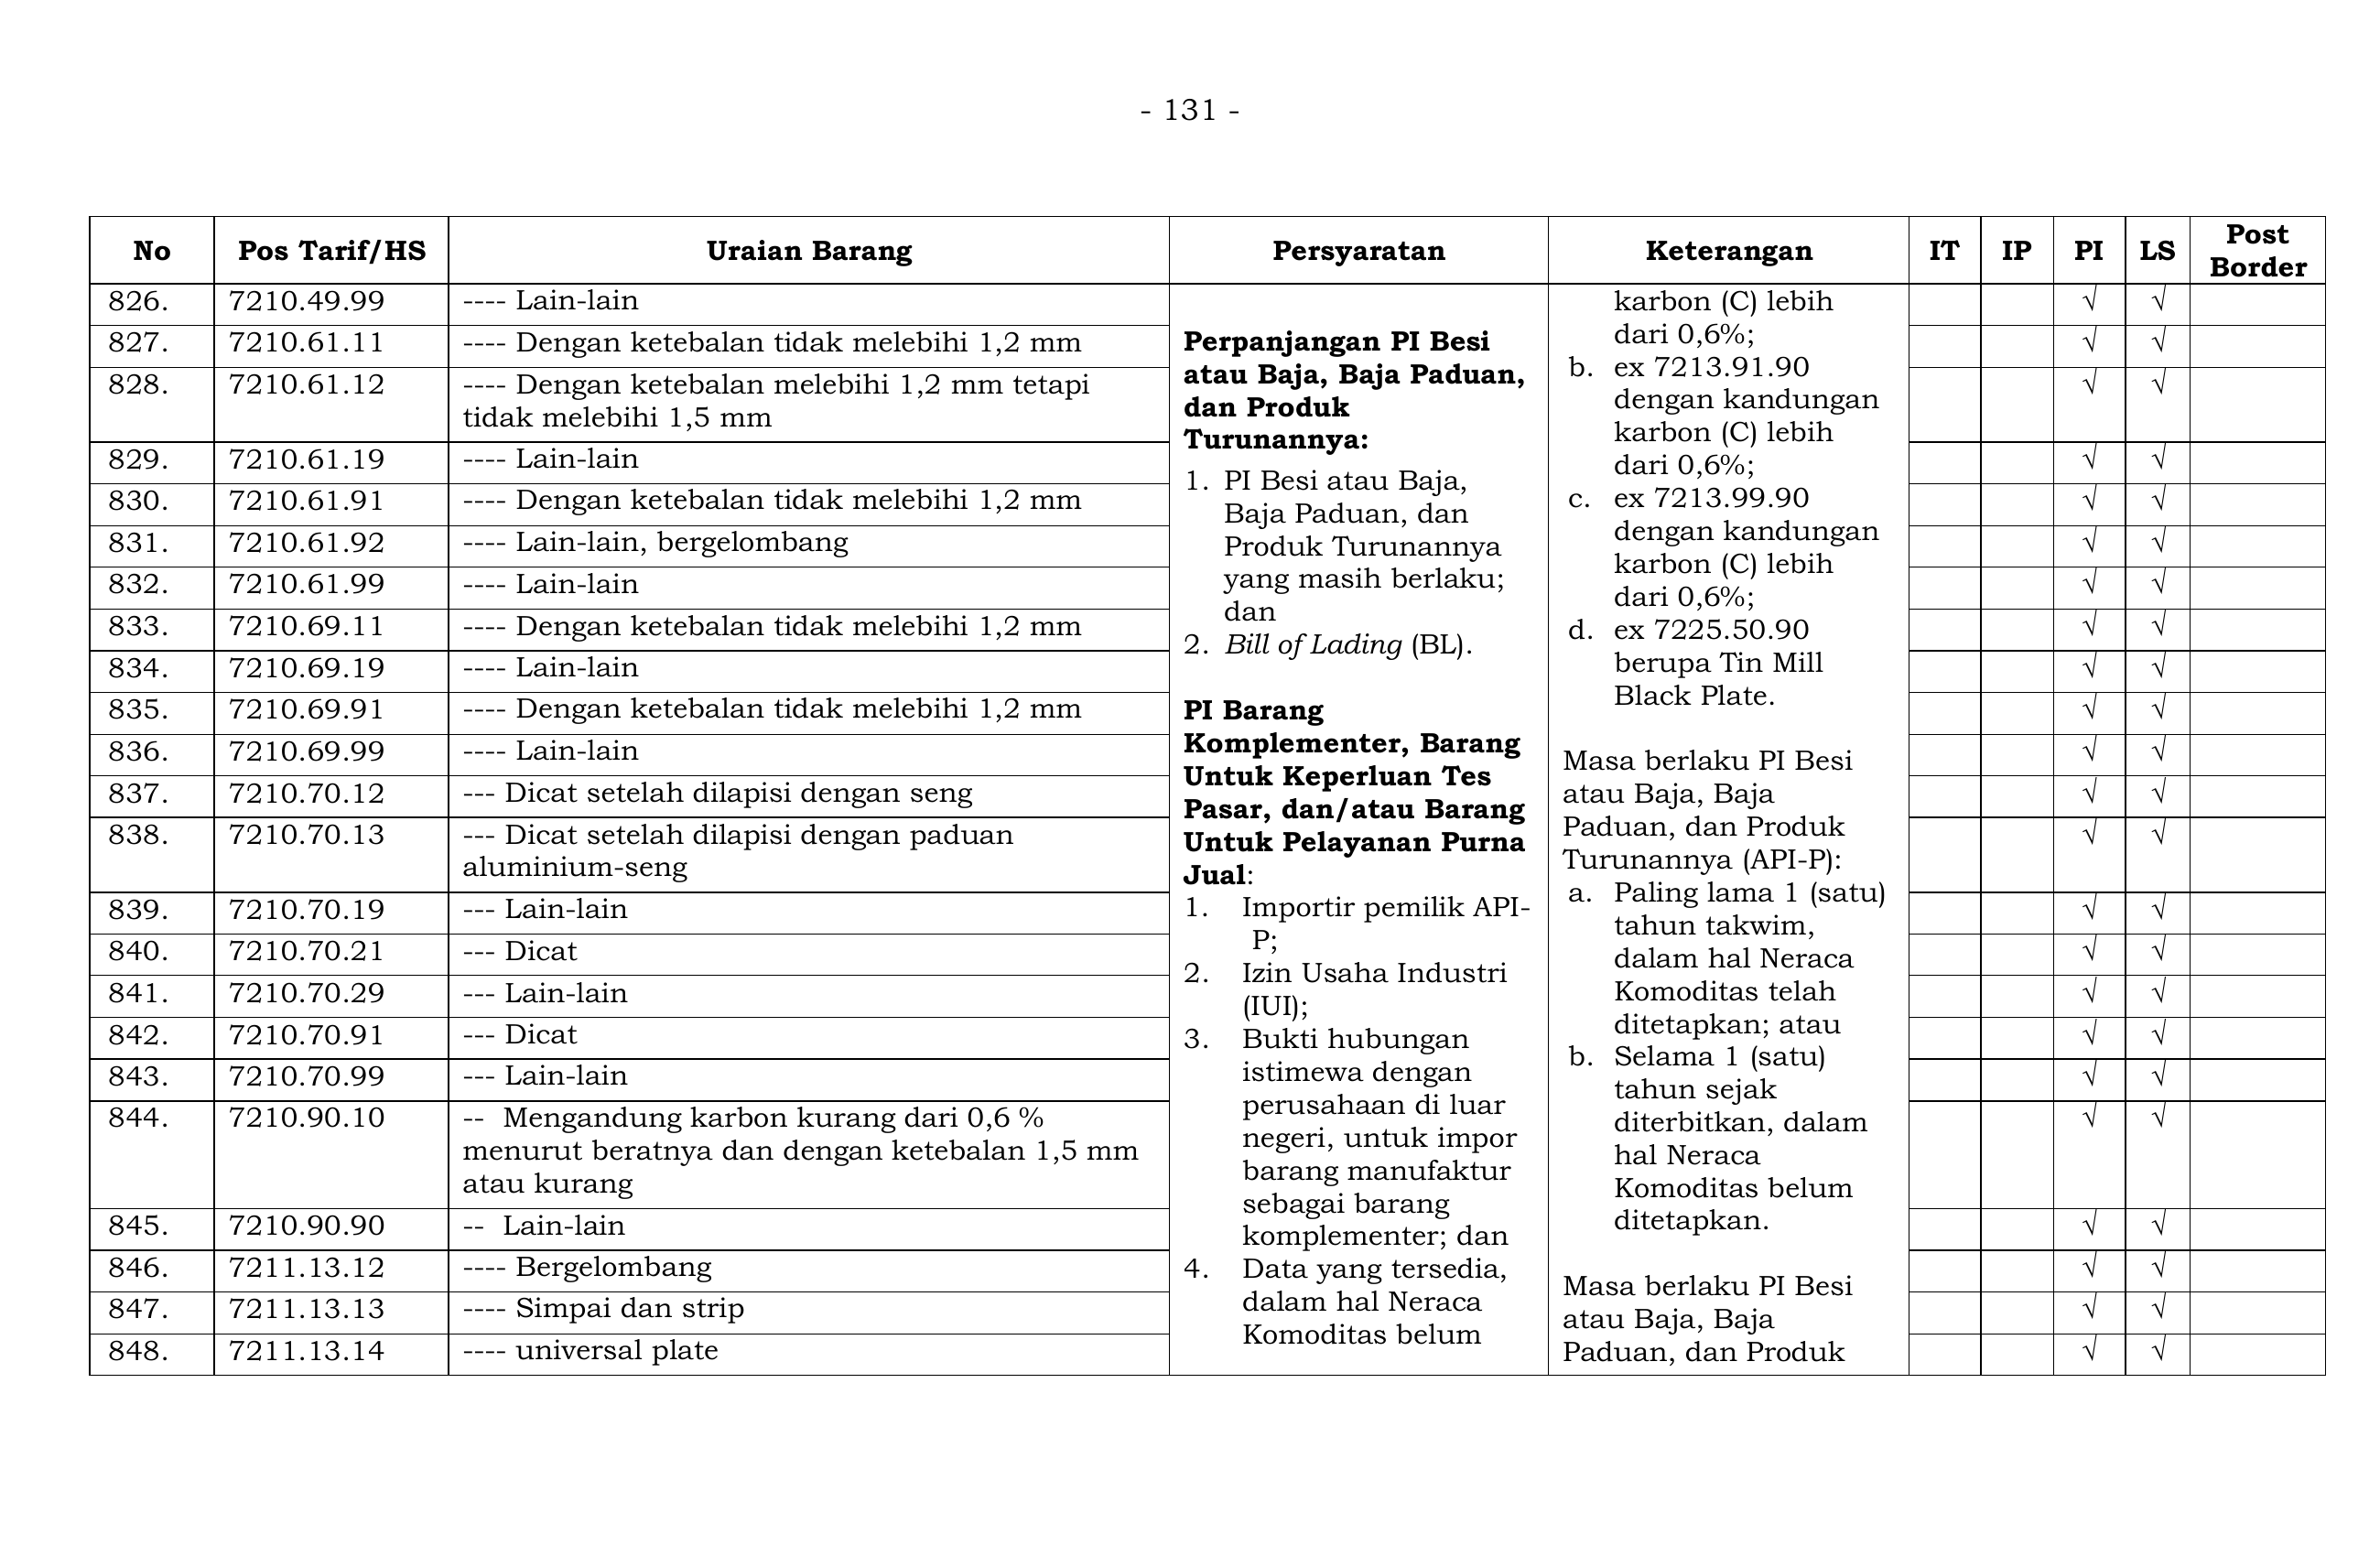 - 131 -
No Pos Tarif/HS Uraian Barang Persyaratan Keterangan IT IP PI LS Post Border
826. 7210.49.99 ---- Lain-lain √ √
827. 7210.61.11 ---- Dengan ketebalan tidak melebihi 1,2 mm √ √
828. 7210.61.12 ---- Dengan ketebalan melebihi 1,2 mm tetapi √ √
tidak melebihi 1,5 mm
829. 7210.61.19 ---- Lain-lain √ √
830. 7210.61.91 ---- Dengan ketebalan tidak melebihi 1,2 mm √ √
831. 7210.61.92 ---- Lain-lain, bergelombang √ √
832. 7210.61.99 ---- Lain-lain √ √
833. 7210.69.11 ---- Dengan ketebalan tidak melebihi 1,2 mm √ √
834. 7210.69.19 ---- Lain-lain √ √
835. 7210.69.91 ---- Dengan ketebalan tidak melebihi 1,2 mm √ √
836. 7210.69.99 ---- Lain-lain √ √
837. 7210.70.12 --- Dicat setelah dilapisi dengan seng √ √
838. 7210.70.13 --- Dicat setelah dilapisi dengan paduan √ √
aluminium-seng
839. 7210.70.19 --- Lain-lain √ √
840. 7210.70.21 --- Dicat √ √
841. 7210.70.29 --- Lain-lain √ √
842. 7210.70.91 --- Dicat √ √
843. 7210.70.99 --- Lain-lain √ √
844. 7210.90.10 -- Mengandung karbon kurang dari 0,6 % √ √
menurut beratnya dan dengan ketebalan 1,5 mm
atau kurang
845. 7210.90.90 -- Lain-lain √ √
846. 7211.13.12 ---- Bergelombang √ √
847. 7211.13.13 ---- Simpai dan strip √ √
848. 7211.13.14 ---- universal plate √ √
Perpanjangan PI Besi
atau Baja, Baja Paduan,
dan Produk
Turunannya:
1. PI Besi atau Baja,
Baja Paduan, dan
Produk Turunannya
yang masih berlaku;
dan
2. Bill of Lading (BL).
PI Barang
Komplementer, Barang
Untuk Keperluan Tes
Pasar, dan/atau Barang
Untuk Pelayanan Purna
Jual:
1. Importir pemilik API-
P;
2. Izin Usaha Industri
(IUI);
3. Bukti hubungan
istimewa dengan
perusahaan di luar
negeri, untuk impor
barang manufaktur
sebagai barang
komplementer; dan
4. Data yang tersedia,
dalam hal Neraca
Komoditas belum
karbon (C) lebih
dari 0,6%;
b. ex 7213.91.90
dengan kandungan
karbon (C) lebih
dari 0,6%;
c. ex 7213.99.90
dengan kandungan
karbon (C) lebih
dari 0,6%;
d. ex 7225.50.90
berupa Tin Mill
Black Plate.
Masa berlaku PI Besi
atau Baja, Baja
Paduan, dan Produk
Turunannya (API-P):
a. Paling lama 1 (satu)
tahun takwim,
dalam hal Neraca
Komoditas telah
ditetapkan; atau
b. Selama 1 (satu)
tahun sejak
diterbitkan, dalam
hal Neraca
Komoditas belum
ditetapkan.
Masa berlaku PI Besi
atau Baja, Baja
Paduan, dan Produk